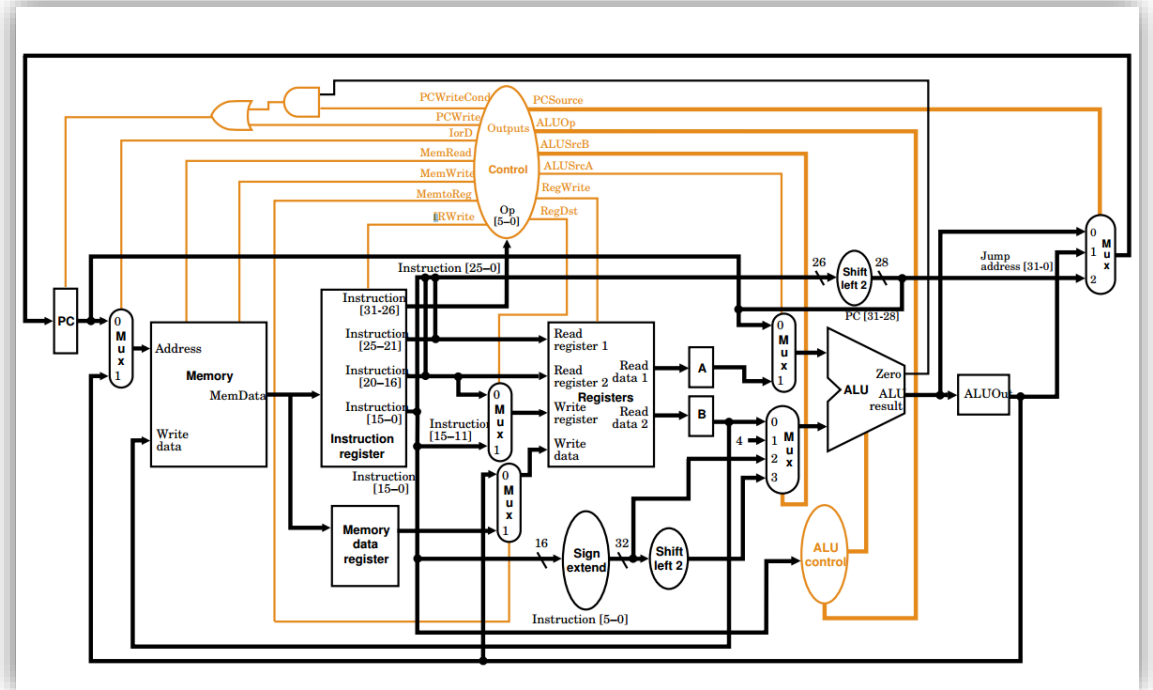 PCWriteCond
PCWrite
IorD
MemRead
MemWrite
MemtoReg
IRWrite
Outputs
Control
Op
[5–0]
PCSource
ALUOp
ALUSrcB
ALUSrcA
RegWrite
RegDst
PC
0
M
u
x
1
Address
Memory
MemData
Write
data
Instruction [25–0]
Instruction
[31-26]
Instruction
[25–21]
Instruction
[20–16]
Instruction
[15–0]
Instruction
register
Instruction
[15–11]
Instruction
[15–0]
Memory
data
register
0
M
u
x
1
0
M
u
x
1
Read
register 1
Read
register 2
Registers
Write
register
Write
data
Read
data 1
Read
data 2
A
B
16
Sign
extend
32
Shift
left 2
Instruction [5–0]
26
Shift
left 2
28
Jump
address [31-0]
PC [31-28]
0
M
u
x
1
4
0
1
2
3
M
u
x
ALU
Zero
ALU
result
ALU
control
ALUOut
0
1
2
M
u
x